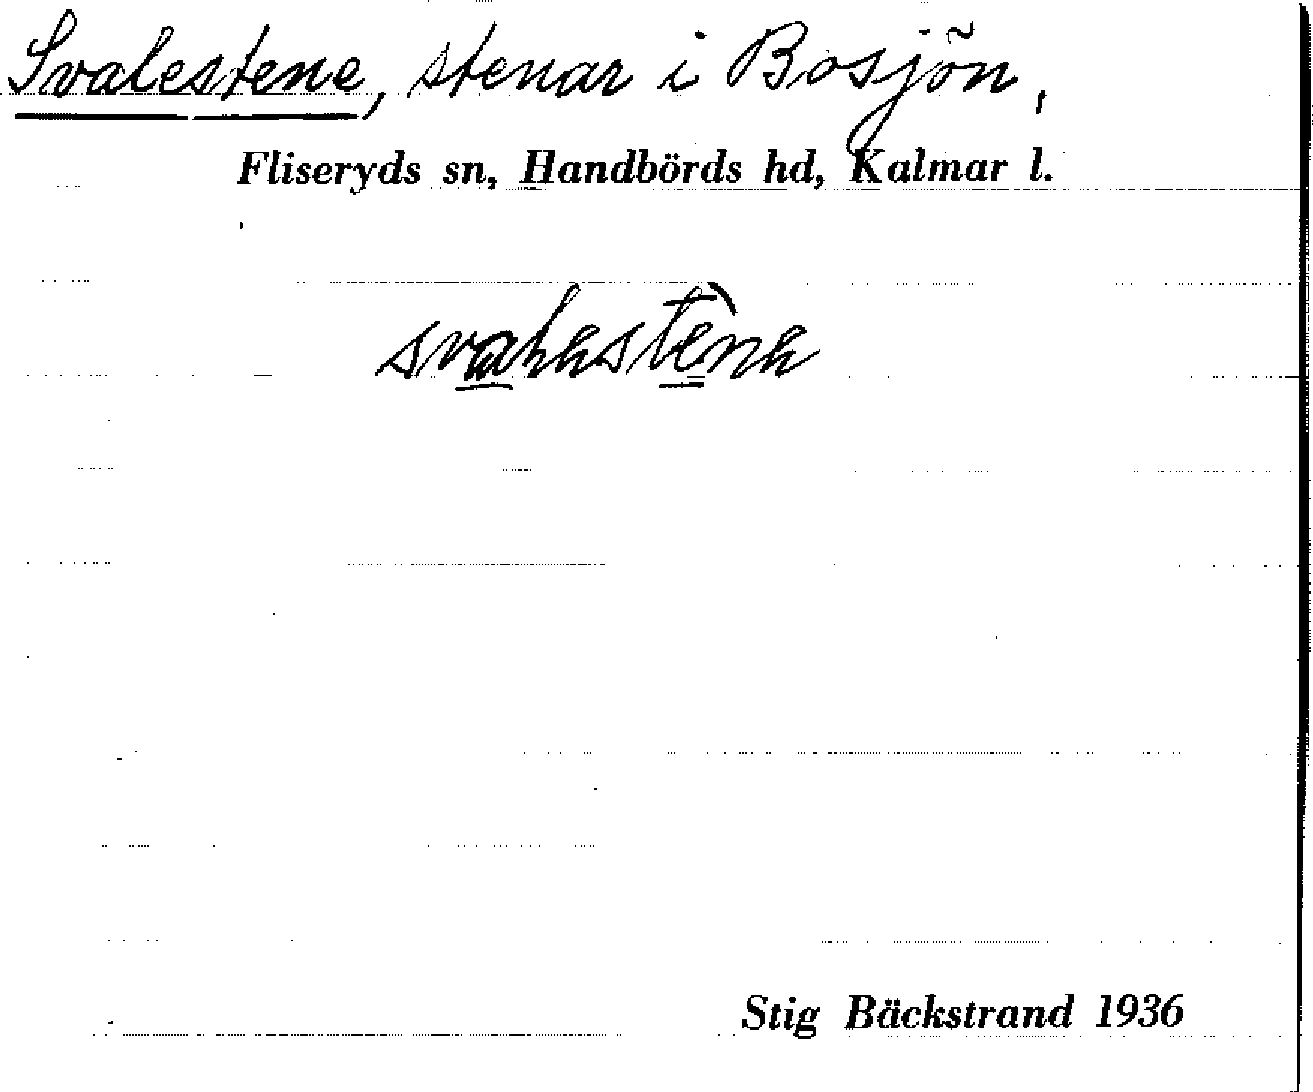 Svalestene, stenar i Bosjön,
Fliseryds sn, Handbörds hd, Kalmar l.
Stig Bäckstrand 1936